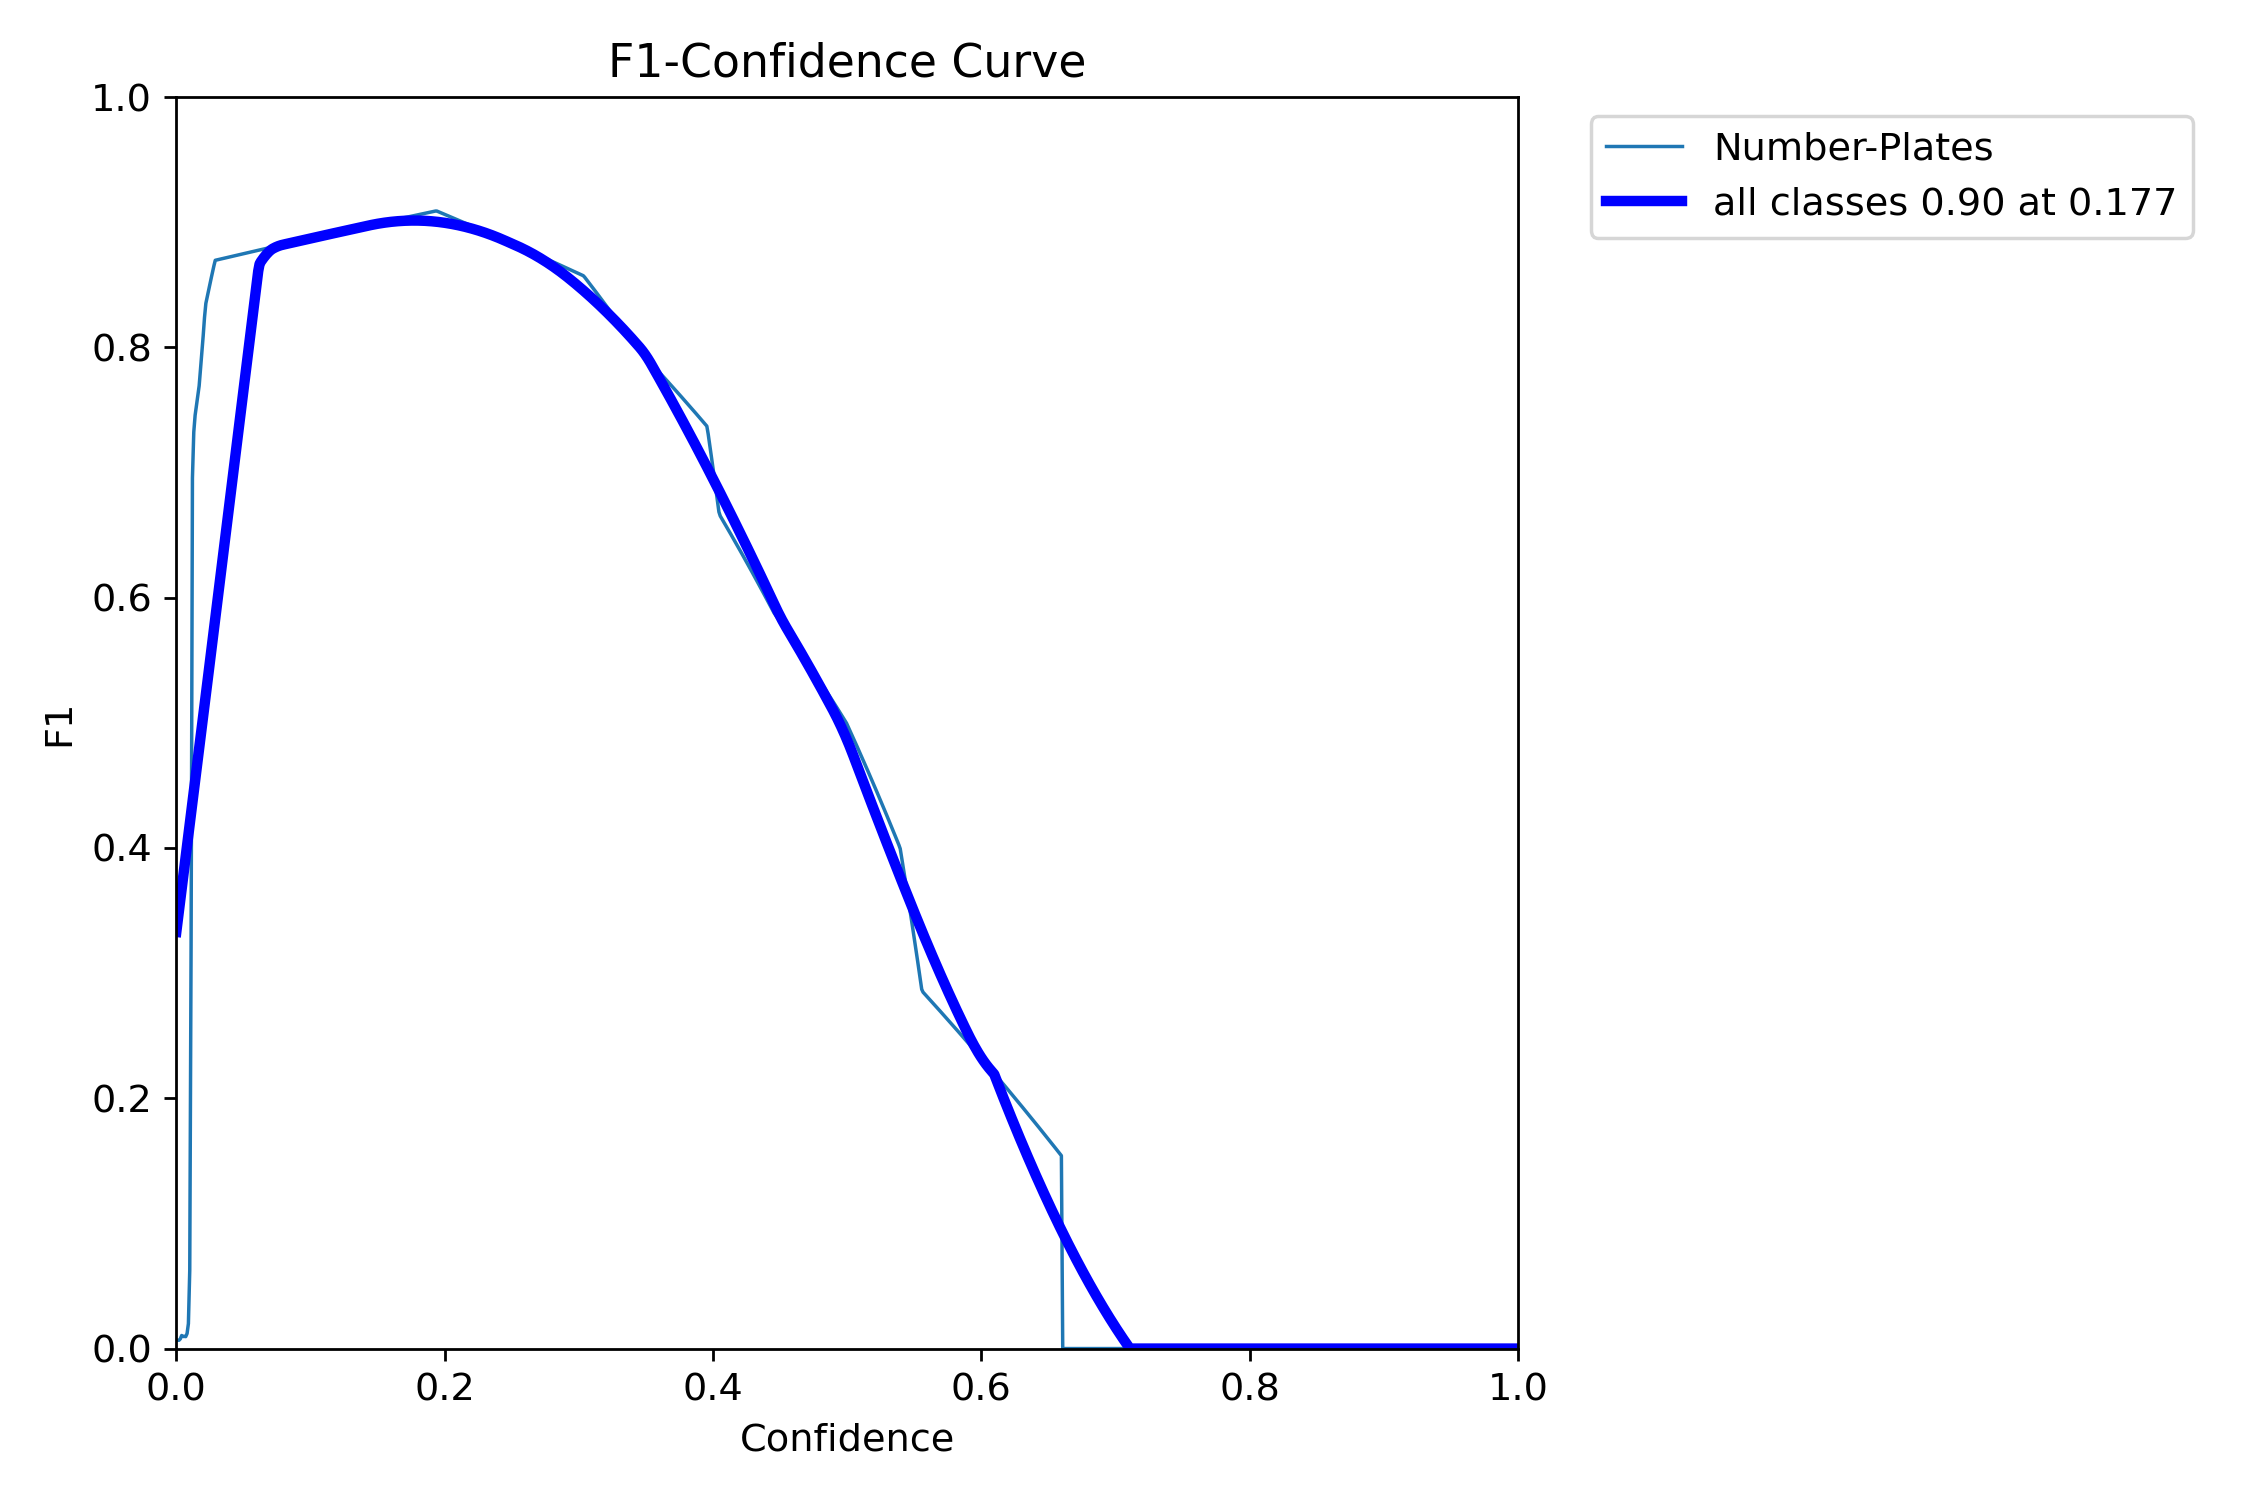 F1-Confidence Curve
1.0
0.8
0.6
0.4
0.2
0.0
F1
0.0 0.2 0.4 0.6 0.8 1.0
Confidence
Number-Plates
all classes 0.90 at 0.177